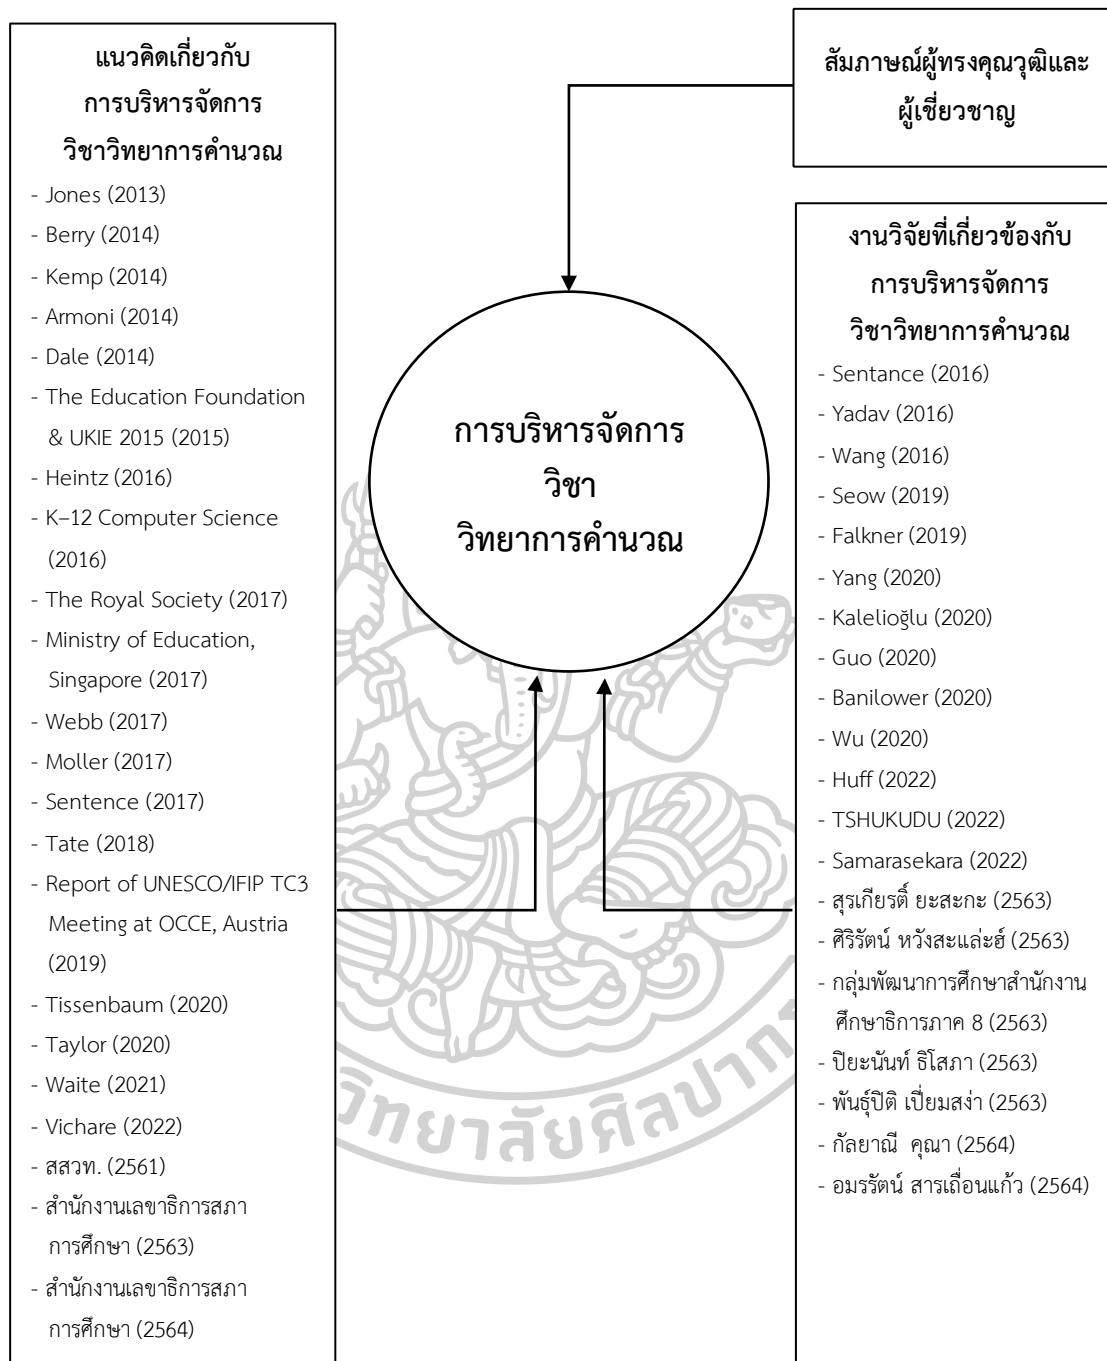 แนวคิดเกี่ยวกับ
การบริหารจัดการ
วิชาวิทยาการคำนวณ
- Jones (2013)
- Berry (2014)
- Kemp (2014)
- Armoni (2014)
- Dale (2014)
- The Education Foundation
& UKIE 2015 (2015)
- Heintz (2016)
- K–12 Computer Science
(2016)
- The Royal Society (2017)
- Ministry of Education,
Singapore (2017)
- Webb (2017)
- Moller (2017)
- Sentence (2017)
- Tate (2018)
- Report of UNESCO/IFIP TC3
Meeting at OCCE, Austria
(2019)
- Tissenbaum (2020)
- Taylor (2020)
- Waite (2021)
- Vichare (2022)
- สสวท. (2561)
- สำนักงานเลขาธิการสภา
การศึกษา (2563)
- สำนักงานเลขาธิการสภา
การศึกษา (2564)
การบริหารจัดการ
วิชา
วิทยาการคำนวณ
สัมภาษณ์ผู้ทรงคุณวุฒิและ
ผู้เชี่ยวชาญ
งานวิจัยที่เกี่ยวข้องกับ
การบริหารจัดการ
วิชาวิทยาการคำนวณ
- Sentance (2016)
- Yadav (2016)
- Wang (2016)
- Seow (2019)
- Falkner (2019)
- Yang (2020)
- Kalelioğlu (2020)
- Guo (2020)
- Banilower (2020)
- Wu (2020)
- Huff (2022)
- TSHUKUDU (2022)
- Samarasekara (2022)
- สุรเกียรติ์ ยะสะกะ (2563)
- ศิริรัตน์ หวังสะแล่ะฮ์ (2563)
- กลุ่มพัฒนาการศึกษาสำนักงาน
ศึกษาธิการภาค 8 (2563)
- ปิยะนันท์ ธิโสภา (2563)
- พันธุ์ปิติ เปี่ยมสง่า (2563)
- กัลยาณี คุณา (2564)
- อมรรัตน์ สารเถื่อนแก้ว (2564)
วิทยาลัยศิลปาก